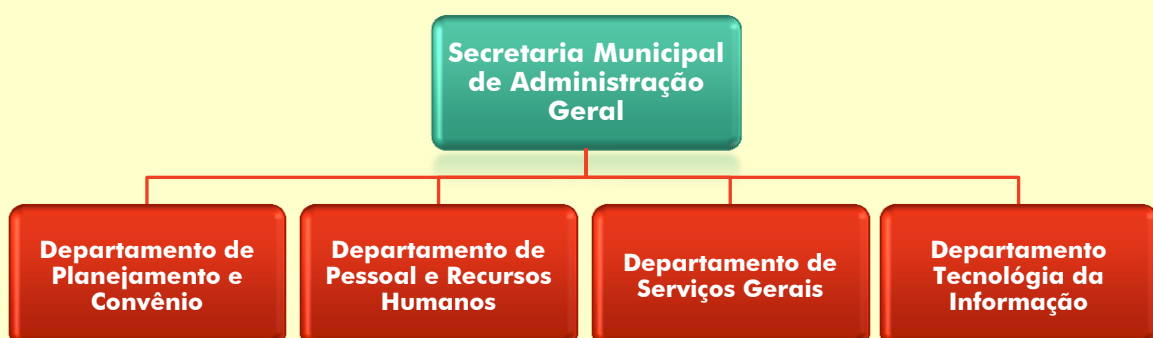 Secretaria Municipal
de Administração
Geral
Departamento de
Planejamento e
Convênio
Departamento de
Pessoal e Recursos
Humanos
Departamento de
Serviços Gerais
Departamento
Tecnológia da
Informação